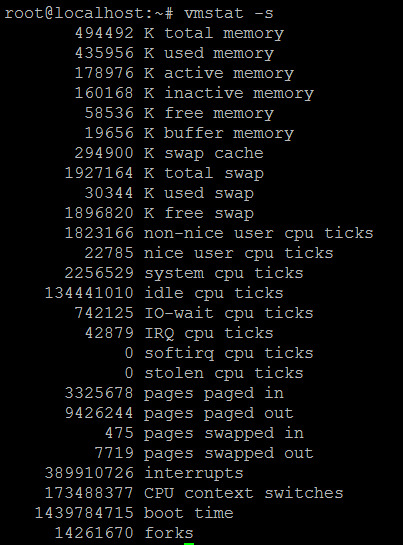 root@localhost:~# vmstat -s
494492 K total memory
435956 K used memory
178976 K active memory
160168 K inactive memory
58536 K free memory
19656 K buffer memory
294900 K swap cache
1927164 K total swap
30344 K used swap
1896820 K free swap
1823166 non-nice user cpu ticks
22785 nice user cpu ticks
2256529 system cpu ticks
134441010 idle cpu ticks
742125 IO-wait cpu ticks
42879 IRQ cpu ticks
0 softirq cpu ticks
0 stolen cpu ticks
3325678 pages paged in
9426244 pages paged out
475 pages swapped in
7719 pages swapped out
389910726 interrupts
173488377 CPU context switches
1439784715 boot time
14261670 forks